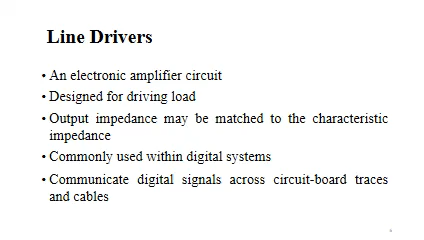 Line Drivers
• An electronic amplifier circuit
• Designed for driving load
• Output impedance may be matched to the characteristic
impedance
• Commonly used within digital systems
• Communicate digital signals across circuit-board traces
and cables